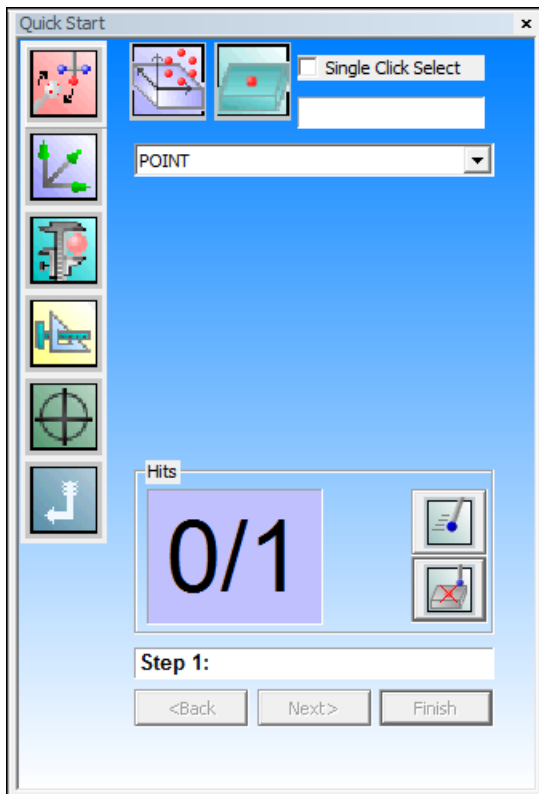 Quick Start
Single Click Select
POINT
Hits
0/1
Step 1:
<Back Next> Finish